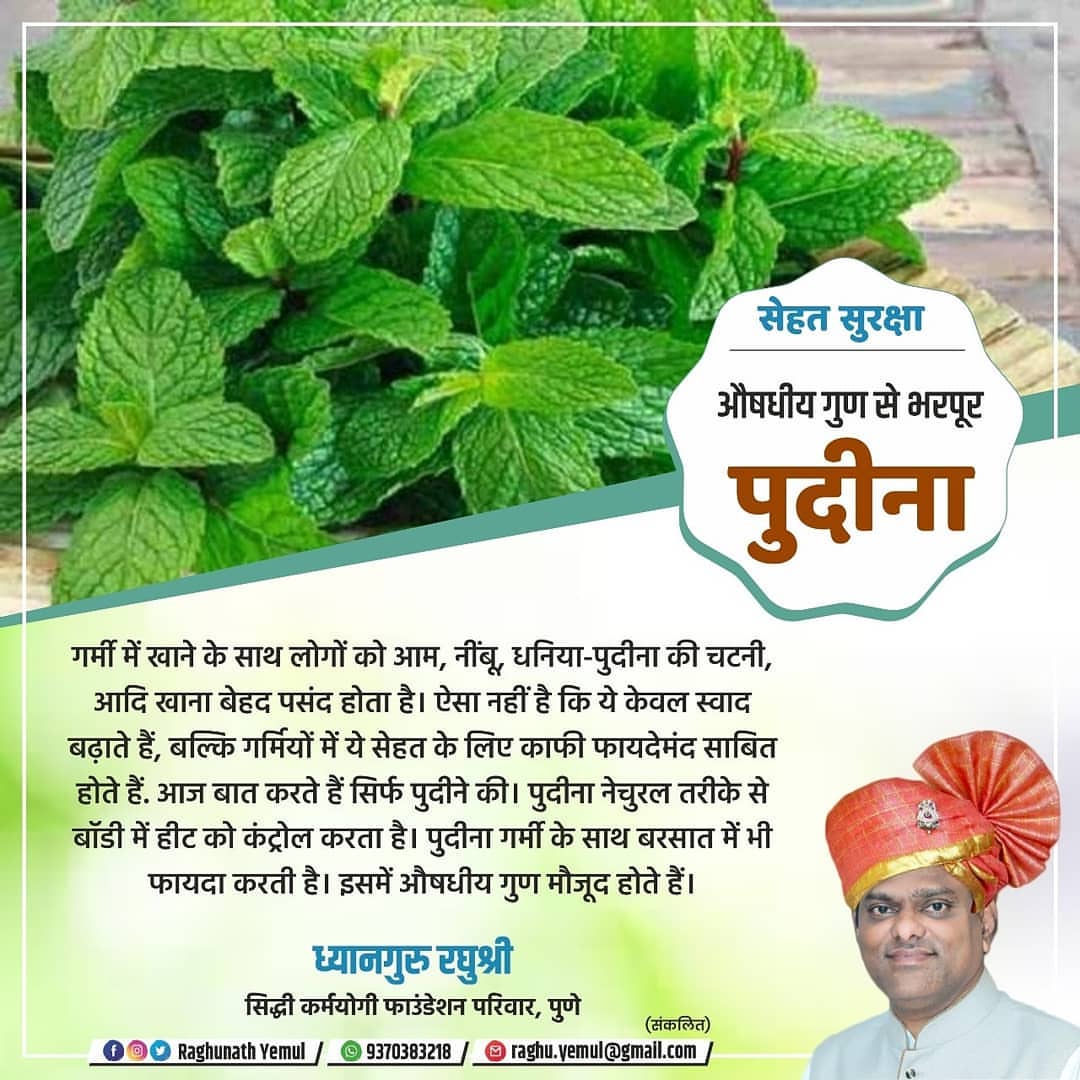 सेहत सुरक्षा
औषधीय गुण से भरपूर
पुदीना
गर्मी में खाने के साथ लोगों को आम, नींबू, धनिया-पुदीना की चटनी,
आदि खाना बेहद पसंद होता है। ऐसा नहीं है कि ये केवल स्वाद
बढ़ाते हैं, बल्कि गर्मियों में ये सेहत के लिए काफी फायदेमंद साबित
होते हैं. आज बात करते हैं सिर्फ पुदीने की। पुदीना नेचुरल तरीके से
बॉडी में हीट को कंट्रोल करता है। पुदीना गर्मी के साथ बरसात में भी
फायदा करती है। इसमें औषधीय गुण मौजूद होते हैं।
ध्यानगुरु रघुश्री
सिद्धी कर्मयोगी फाउंडेशन परिवार, पुणे
(संकलित)
Raghunath Yemul / 9370383218 / raghu.yemul@gmail.com /